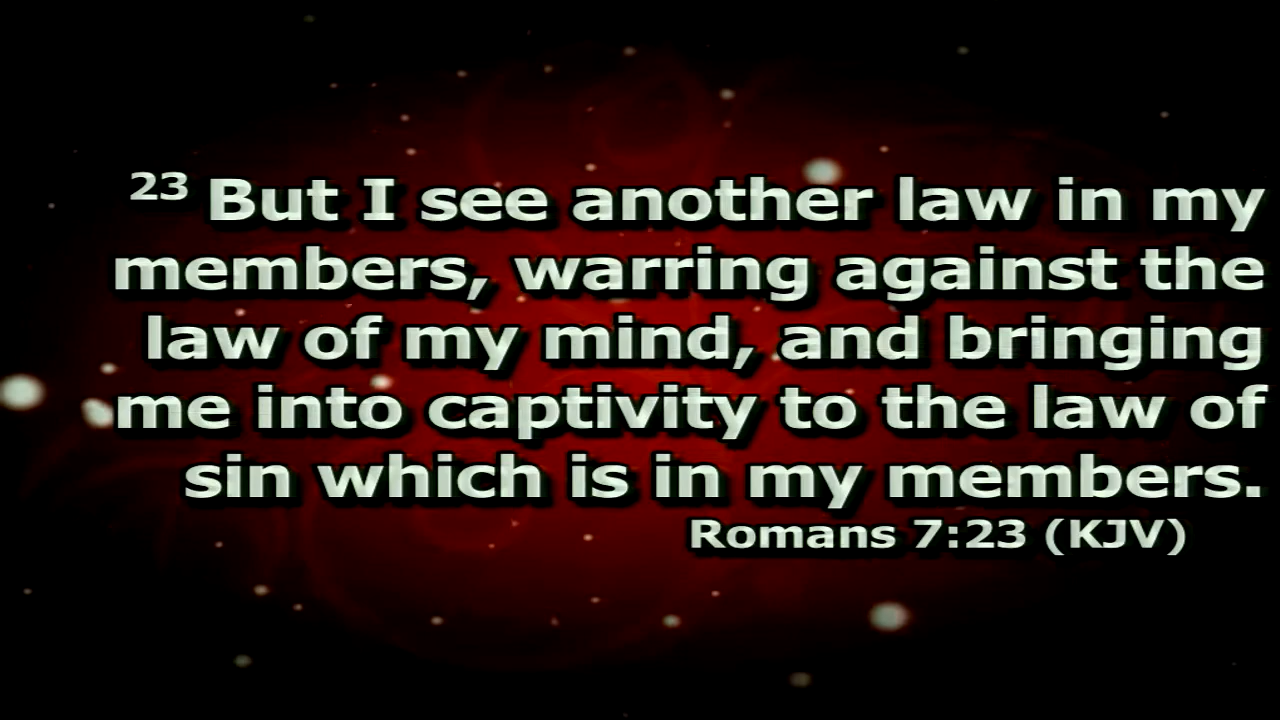 23 But I see another law in my
members, warring against the
law of my mind, and bringing
me into captivity to the law of
sin which is in my members.
Romans 7:23 (KJV)